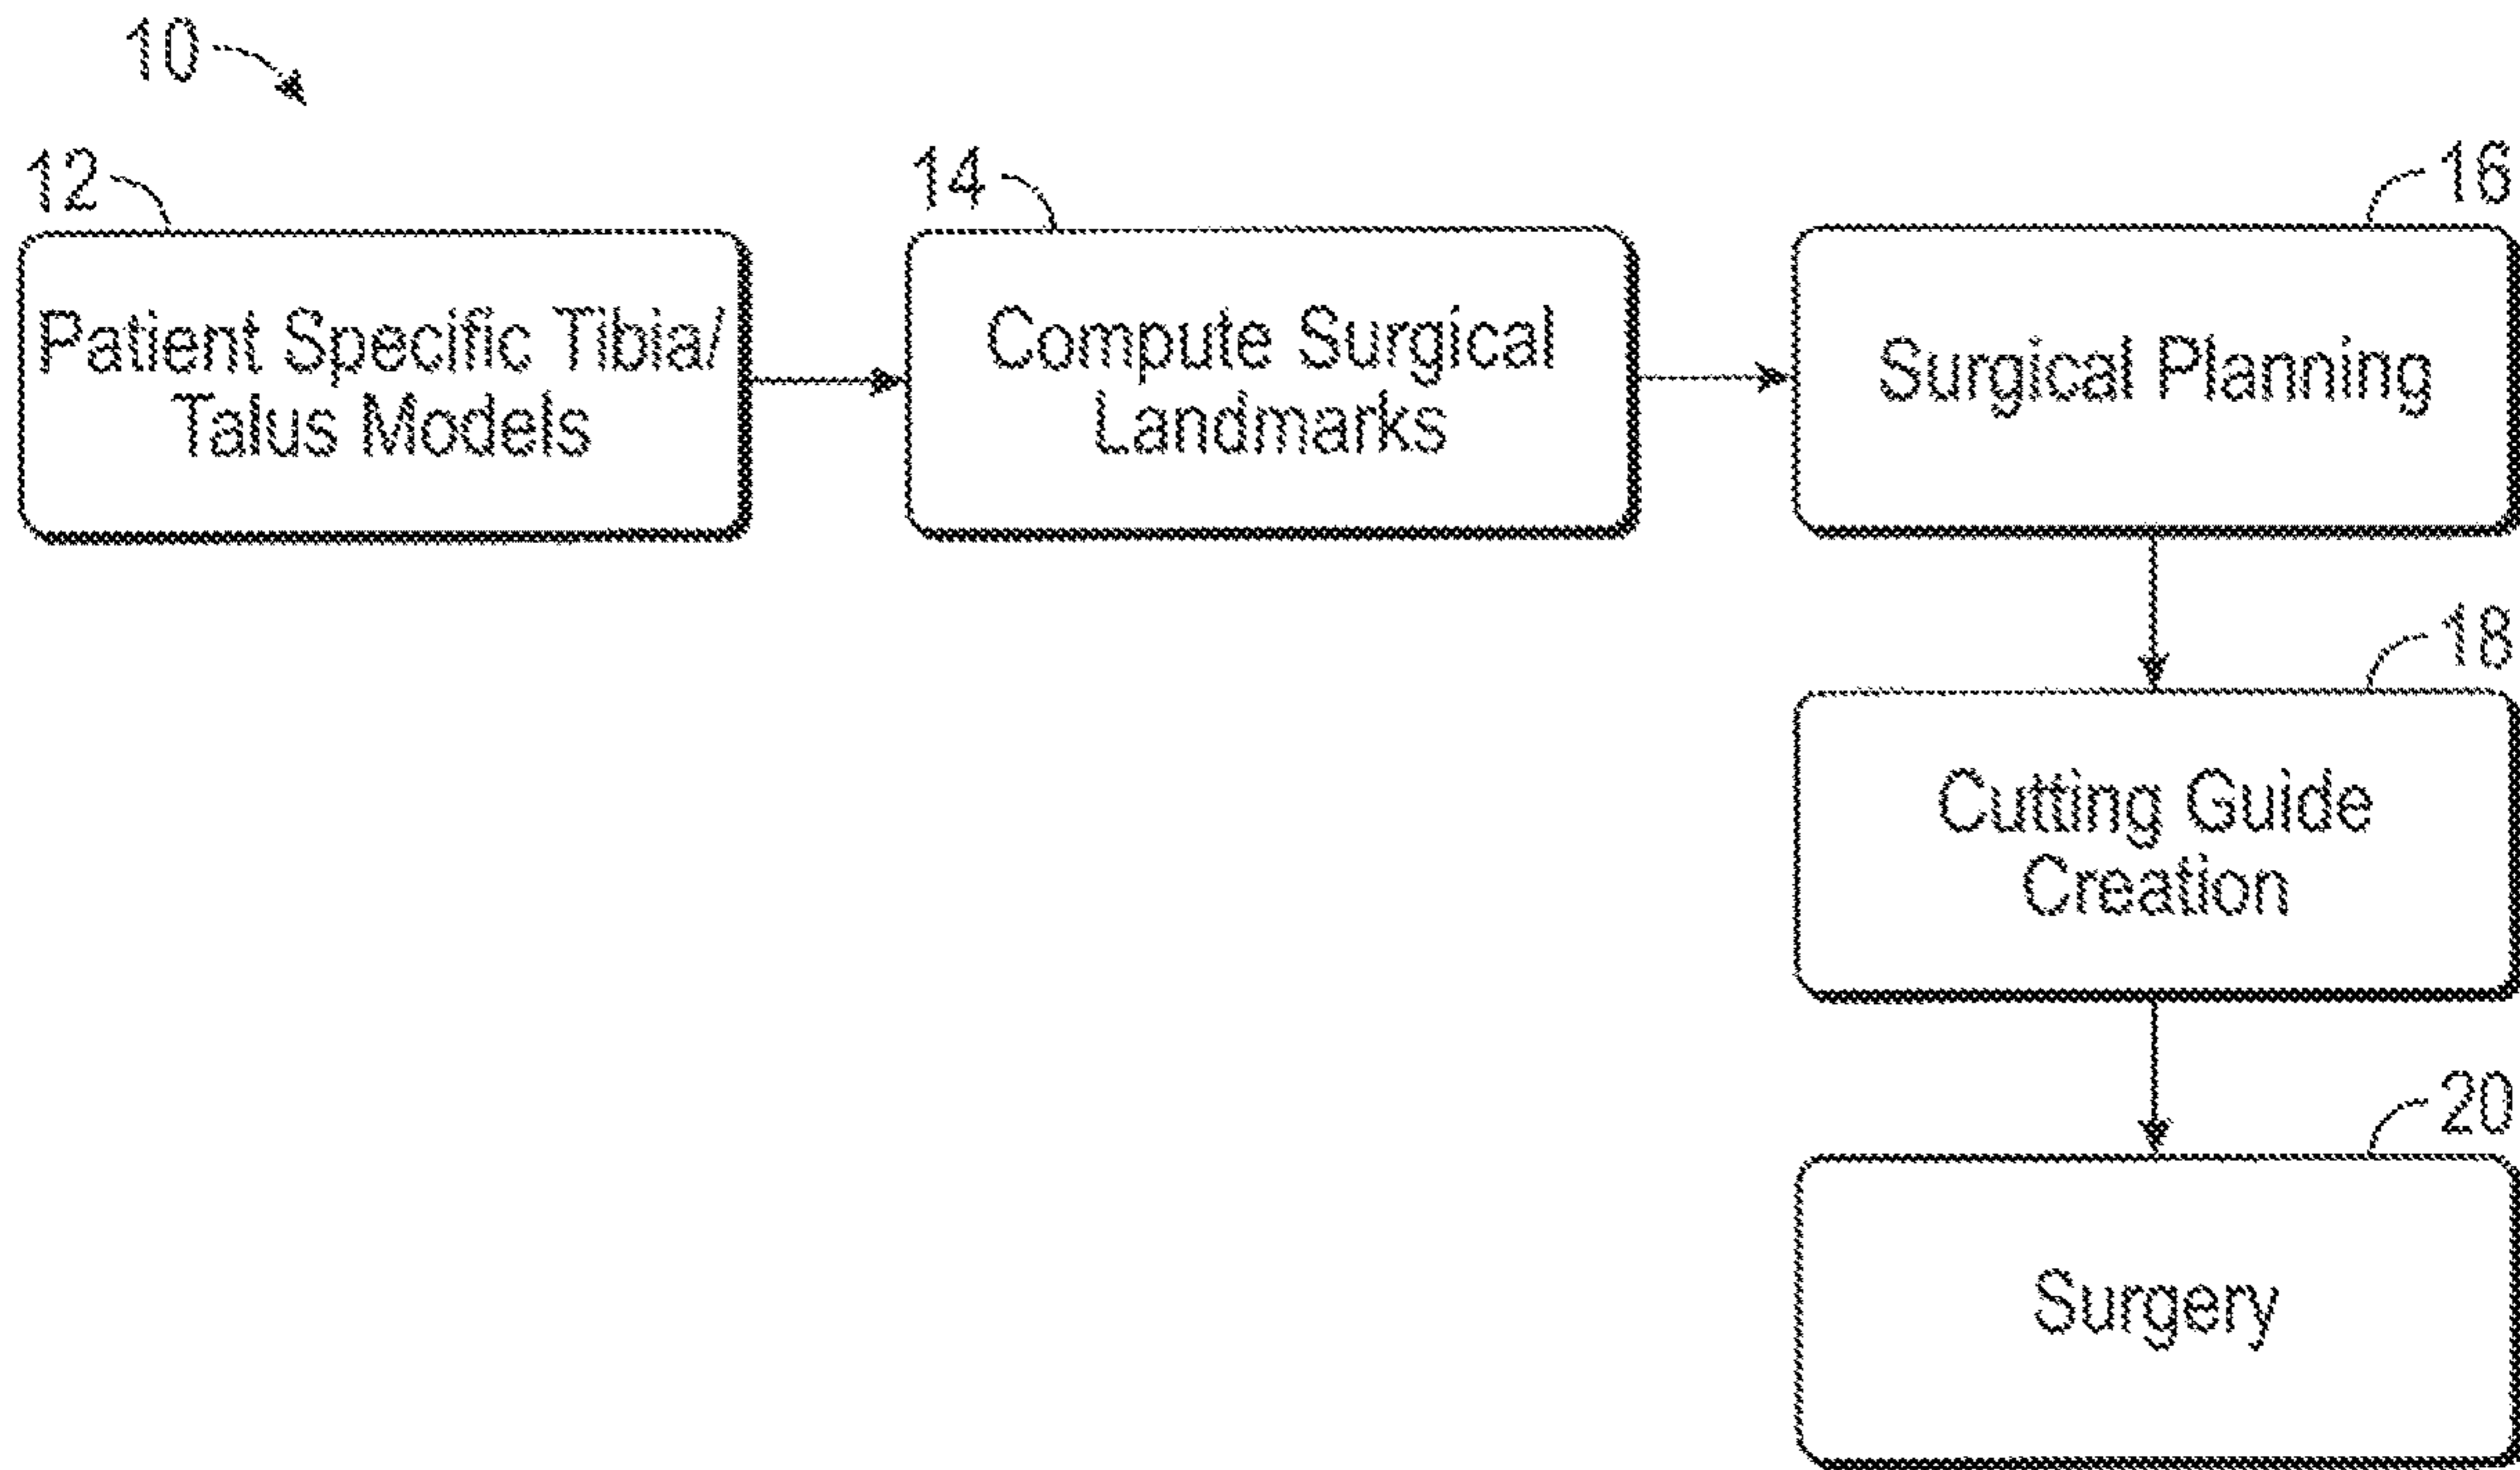 10
12
Patient Specific Tibia/
Talus Models
14
Compute Surgical
Landmarks
16
Surgical Planning
18
Cutting Guide
Creation
20
Surgery